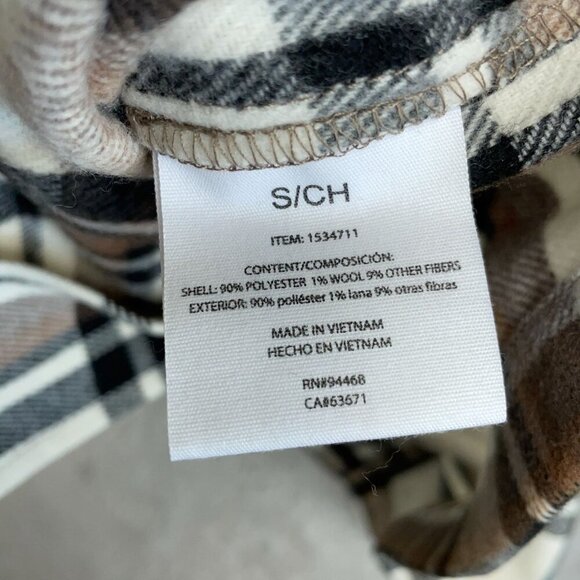 S/CH
ITEM: 1534711
CONTENT/COMPOSICIÓN:
SHELL: 90% POLYESTER 1% WOOL 9% OTHER FIBERS
EXTERIOR: 90% poliéster 1% lana 9% otras fibras
MADE IN VIETNAM
HECHO EN VIETNAM
RN#94468
CA#63671